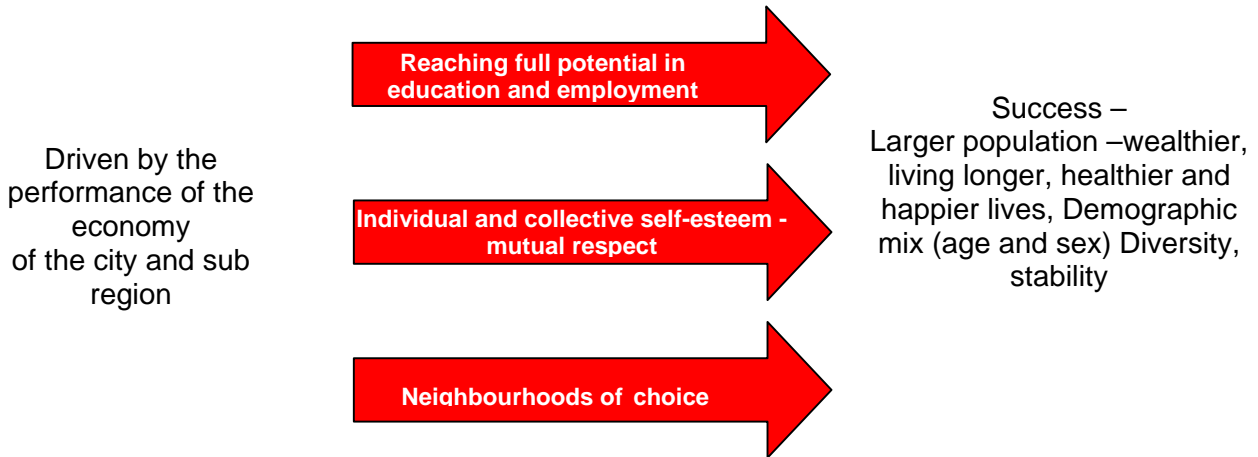 Driven by the
performance of the
economy
of the city and sub
region
Reaching full potential in
education and employment
Individual and collective self-esteem -
mutual respect
Neighbourhoods of choice
Success –
Larger population –wealthier,
living longer, healthier and
happier lives, Demographic
mix (age and sex) Diversity,
stability